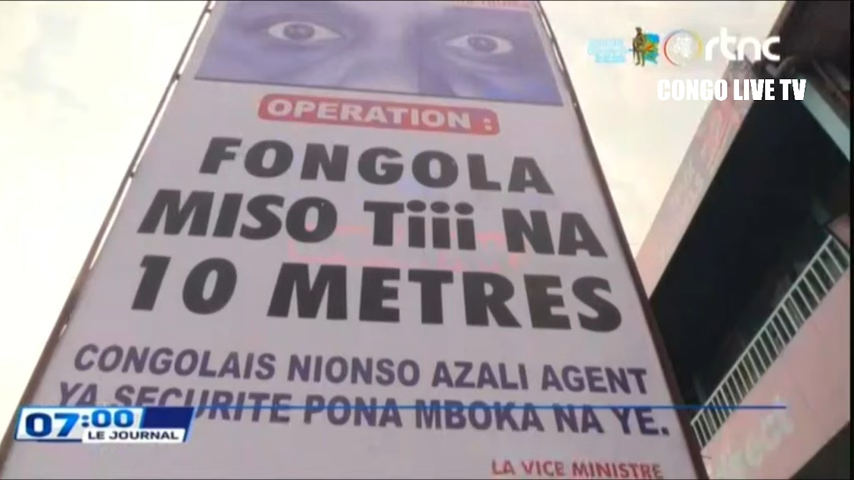 rtnc
CONGO LIVE TV
OPERATION :
FONGOLA
MISO Tiii NA
10 METRES
CONGOLAIS NIONSO AZALI AGENT
YA SECURITE PONA MBOKA NA YE.
LA VICE MINISTRE
07:00
LE JOURNAL